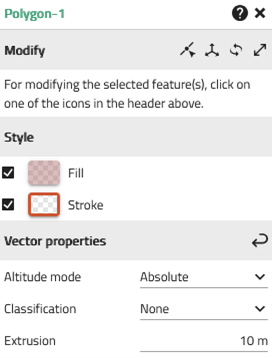 Polygon-1
Modify
For modifying the selected feature(s), click on
one of the icons in the header above.
Style
Fill
Stroke
Vector properties
Altitude mode Absolute
Classification None
Extrusion 10 m